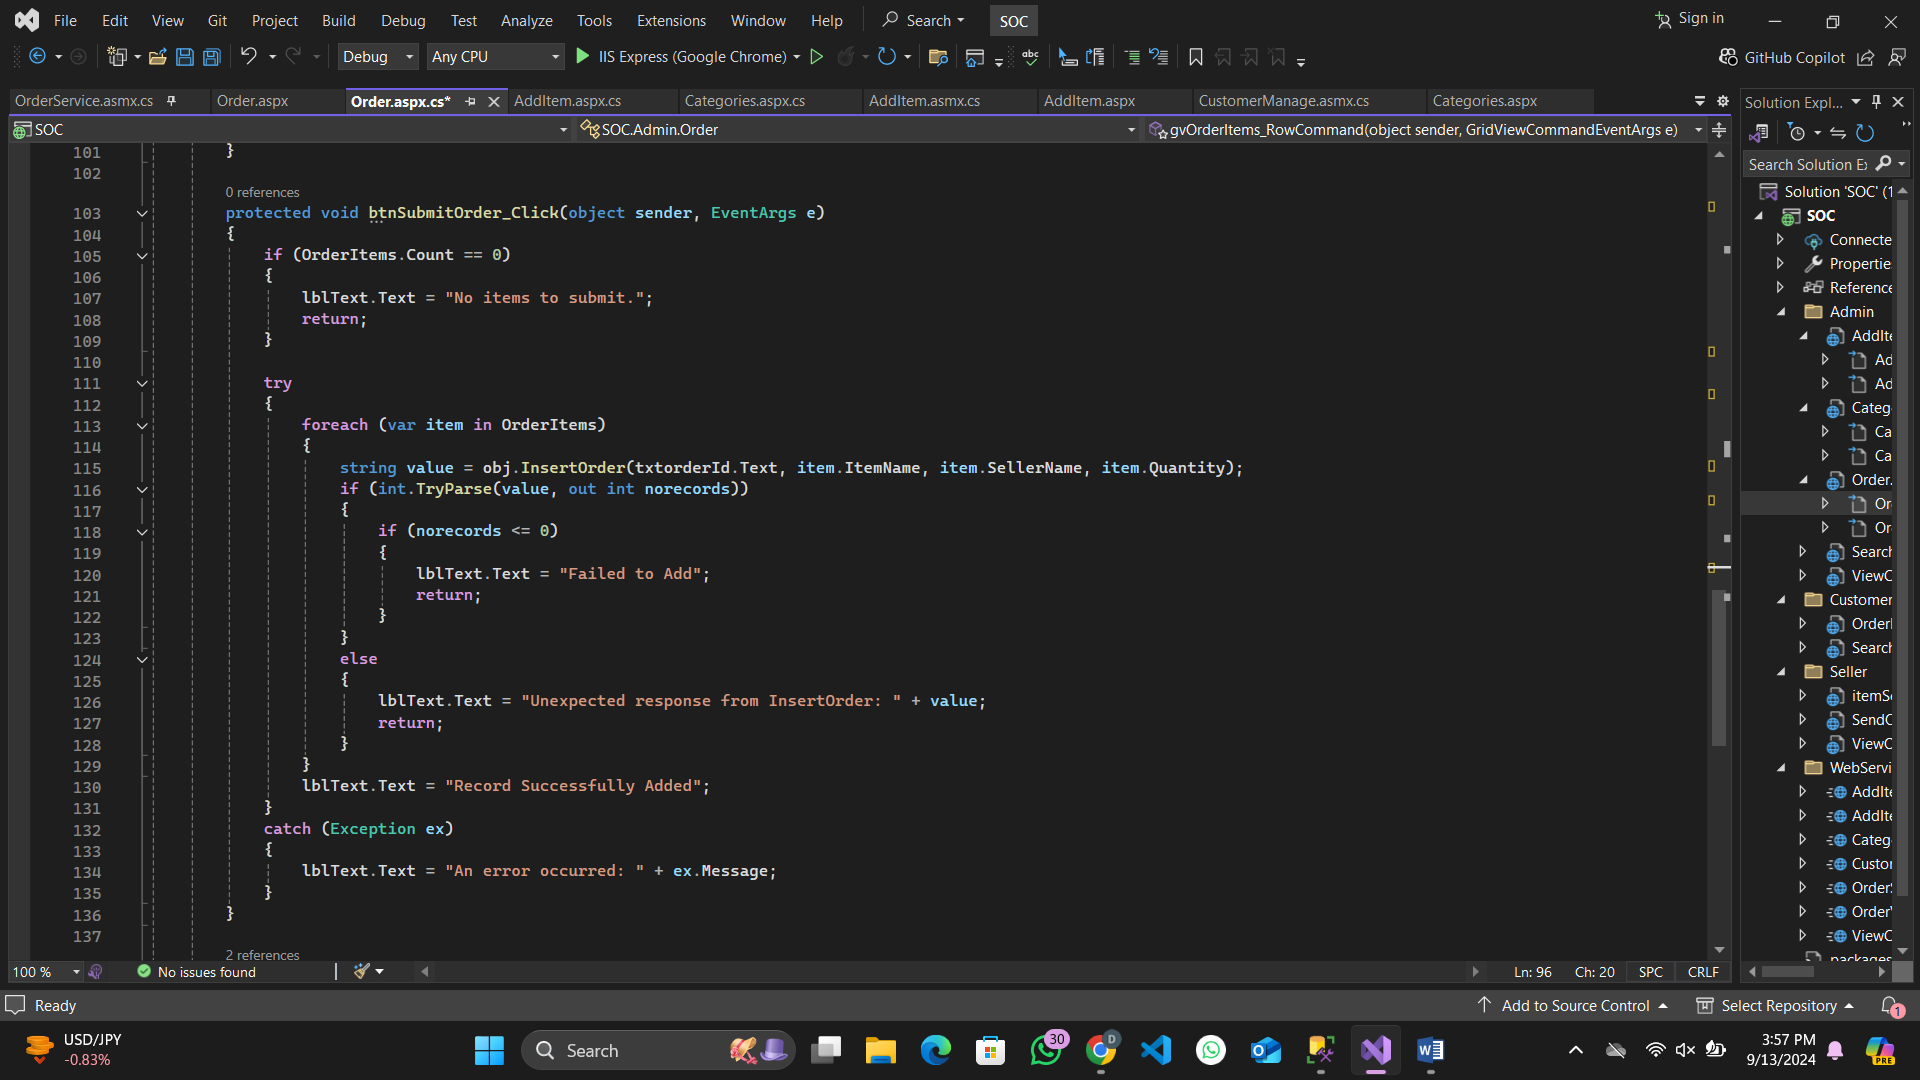 File Edit View Git Project Build Debug Test Analyze Tools Extensions Window Help Search SOC Sign in
Debug Any CPU IIS Express (Google Chrome) GitHub Copilot
OrderService.asmx.cs Order.aspx Order.aspx.cs* AddItem.aspx.cs Categories.aspx.cs AddItem.asmx.cs AddItem.aspx CustomerManage.asmx.cs Categories.aspx
SOC SOC.Admin.Order gvOrderItems_RowCommand(object sender, GridViewCommandEventArgs e)
101 }
102
0 references
103 protected void btnSubmitOrder_Click(object sender, EventArgs e)
104 {
105 if (OrderItems.Count == 0)
106 {
107 lblText.Text = "No items to submit.";
108 return;
109 }
110
111 try
112 {
113 foreach (var item in OrderItems)
114 {
115 string value = obj.InsertOrder(txtorderId.Text, item.ItemName, item.SellerName, item.Quantity);
116 if (int.TryParse(value, out int norecords))
117 {
118 if (norecords <= 0)
119 {
120 lblText.Text = "Failed to Add";
121 return;
122 }
123 }
124 else
125 {
126 lblText.Text = "Unexpected response from InsertOrder: " + value;
127 return;
128 }
129 }
130 lblText.Text = "Record Successfully Added";
131 }
132 catch (Exception ex)
133 {
134 lblText.Text = "An error occurred: " + ex.Message;
135 }
136 }
137
2 references
100 % No issues found Ln: 96 Ch: 20 SPC CRLF
Solution Expl...
Search Solution Ex
Solution 'SOC' (1
SOC
Connecte
Propertie
Reference
Admin
AddIte
Ad
Ad
Categ
Ca
Ca
Order.
Or
Or
Search
ViewC
Customer
OrderI
Search
Seller
itemSe
SendC
ViewC
WebServi
AddIte
AddIte
Categ
Custo
OrderS
OrderV
ViewC
packages
Ready Add to Source Control Select Repository 1
USD/JPY
-0.83%
Search
30
D
PRE
3:57 PM
9/13/2024